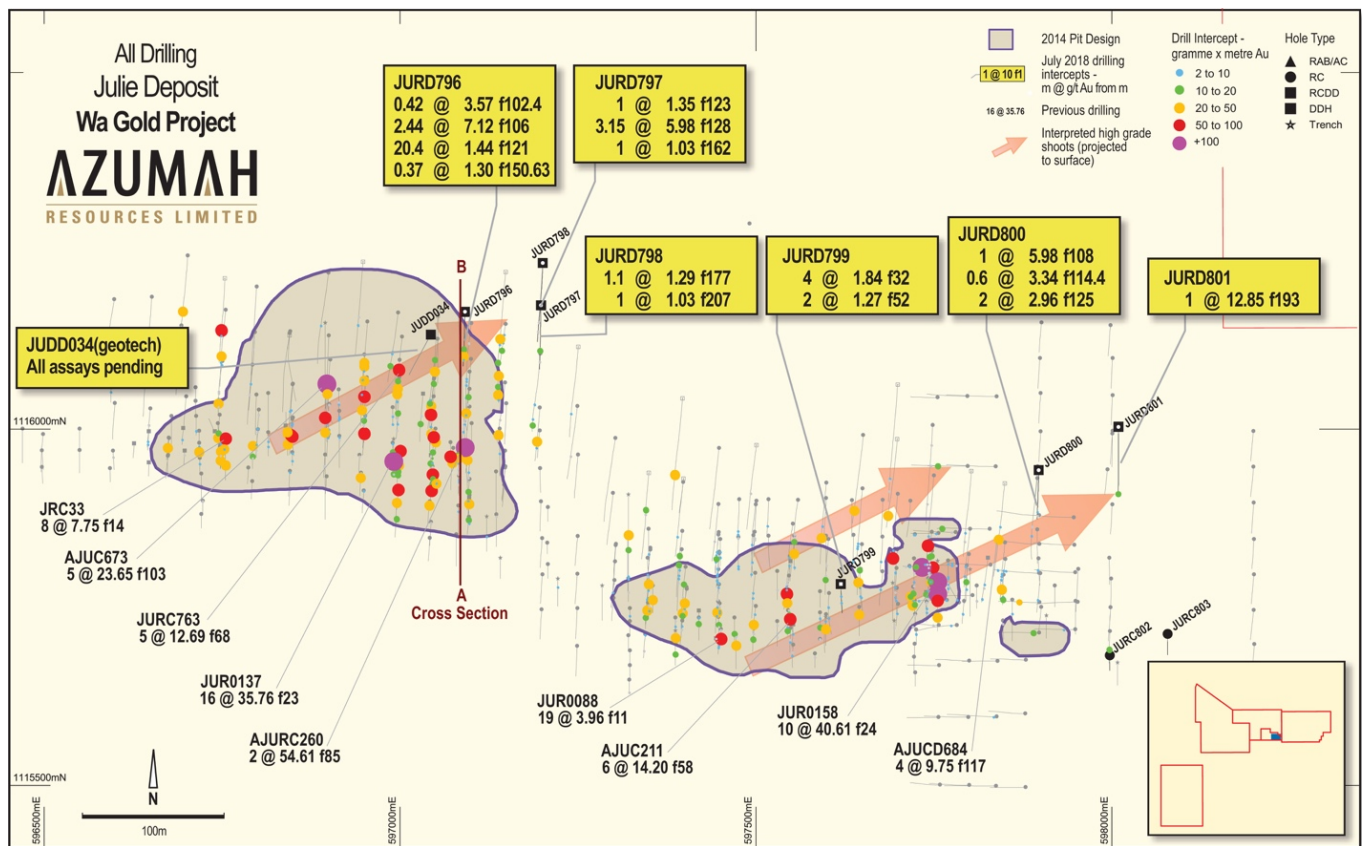 All Drilling
Julie Deposit
Wa Gold Project
AZUMAH
RESOURCES LIMITED
JURD796
0.42 @ 3.57 f102.4
2.44 @ 7.12 f106
20.4 @ 1.44 f121
0.37 @ 1.30 f150.63
JURD797
1 @ 1.35 f123
3.15 @ 5.98 f128
1 @ 1.03 f162
2014 Pit Design
1 @ 10 f1
July 2018 drilling
intercepts -
m @ g/t Au from m
16 @ 35.76
Previous drilling
Interpreted high grade
shoots (projected
to surface)
Drill Intercept -
gramme x metre Au
2 to 10
10 to 20
20 to 50
50 to 100
+100
Hole Type
RAB/AC
RC
RCDD
DDH
Trench
JURD798
1.1 @ 1.29 f177
1 @ 1.03 f207
JURD799
4 @ 1.84 f32
2 @ 1.27 f52
JURD800
1 @ 5.98 f108
0.6 @ 3.34 f114.4
2 @ 2.96 f125
JURD801
1 @ 12.85 f193
JUDD034(geotech)
All assays pending
B
JURD798
JURD796
JURD797
JUDD034
JURD801
JURD800
JURD799
JURC803
JURC802
A
Cross Section
1116000mN
JRC33
8 @ 7.75 f14
AJUC673
5 @ 23.65 f103
JURC763
5 @ 12.69 f68
JUR0137
16 @ 35.76 f23
AJURC260
2 @ 54.61 f85
JUR0088
19 @ 3.96 f11
AJUC211
6 @ 14.20 f58
JUR0158
10 @ 40.61 f24
AJUCD684
4 @ 9.75 f117
1115500mN
N
100m
596500mE
597000mE
597500mE
598000mE